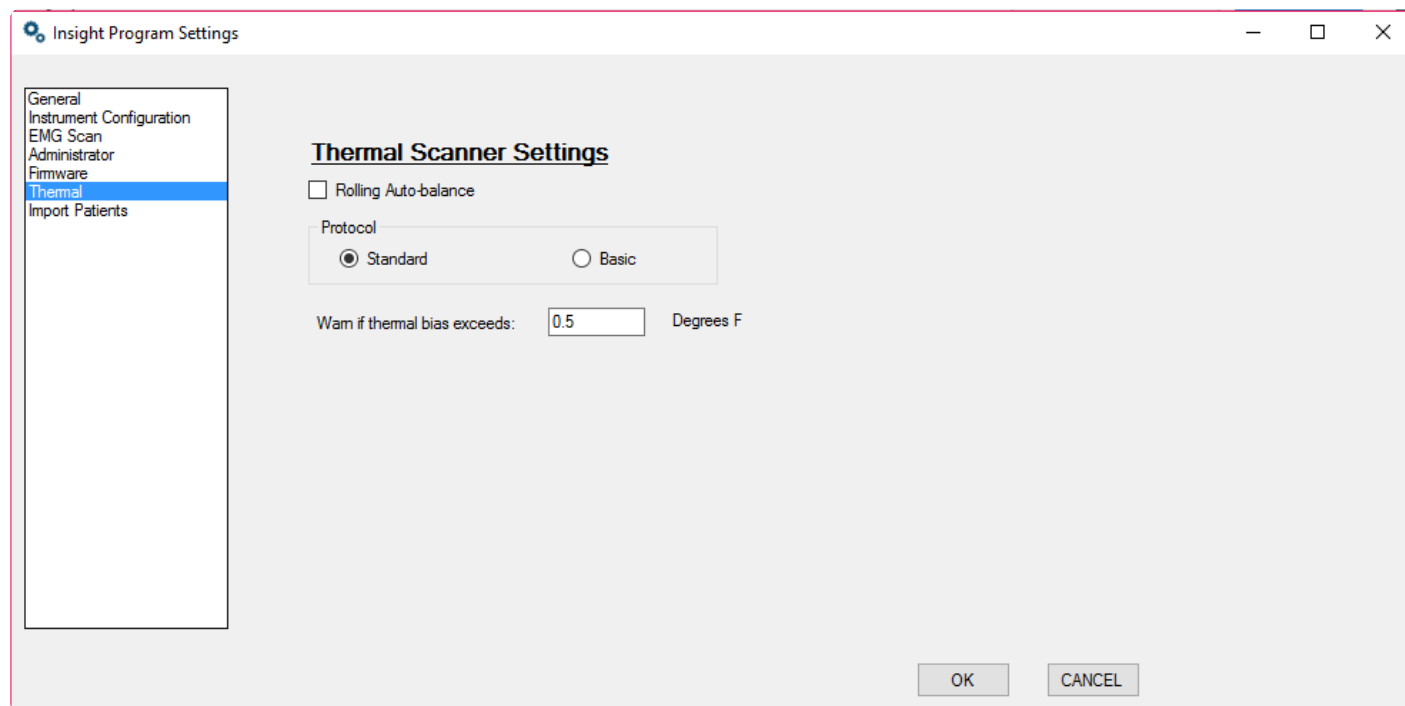 Insight Program Settings
General
Instrument Configuration
EMG Scan
Administrator
Firmware
Thermal
Import Patients
Thermal Scanner Settings
Rolling Auto-balance
Protocol
Standard Basic
Warn if thermal bias exceeds: 0.5 Degrees F
OK CANCEL